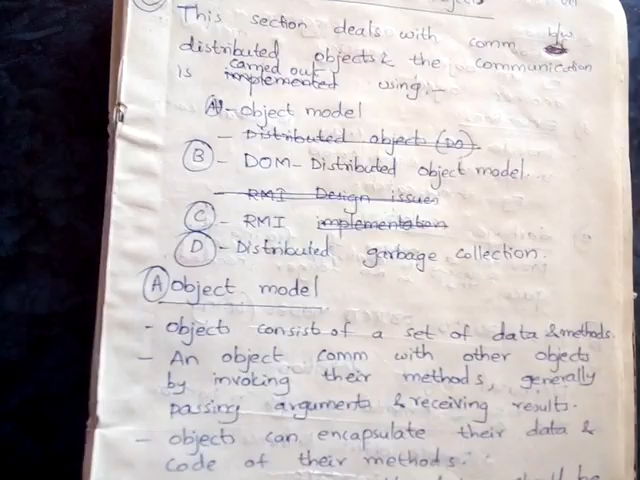 This section deals with comm b/w
distributed objects & the communication
is carried out implemented using:-
A - Object model
- Distributed object (DO)
B - DOM - Distributed object model.
- RMI Design issues
C - RMI implementation
D - Distributed garbage collection.
A Object model
- Object consist of a set of data & methods.
- An object comm with other objects
by invoking their methods, generally
passing arguments & receiving results.
- objects can encapsulate their data &
code of their methods.